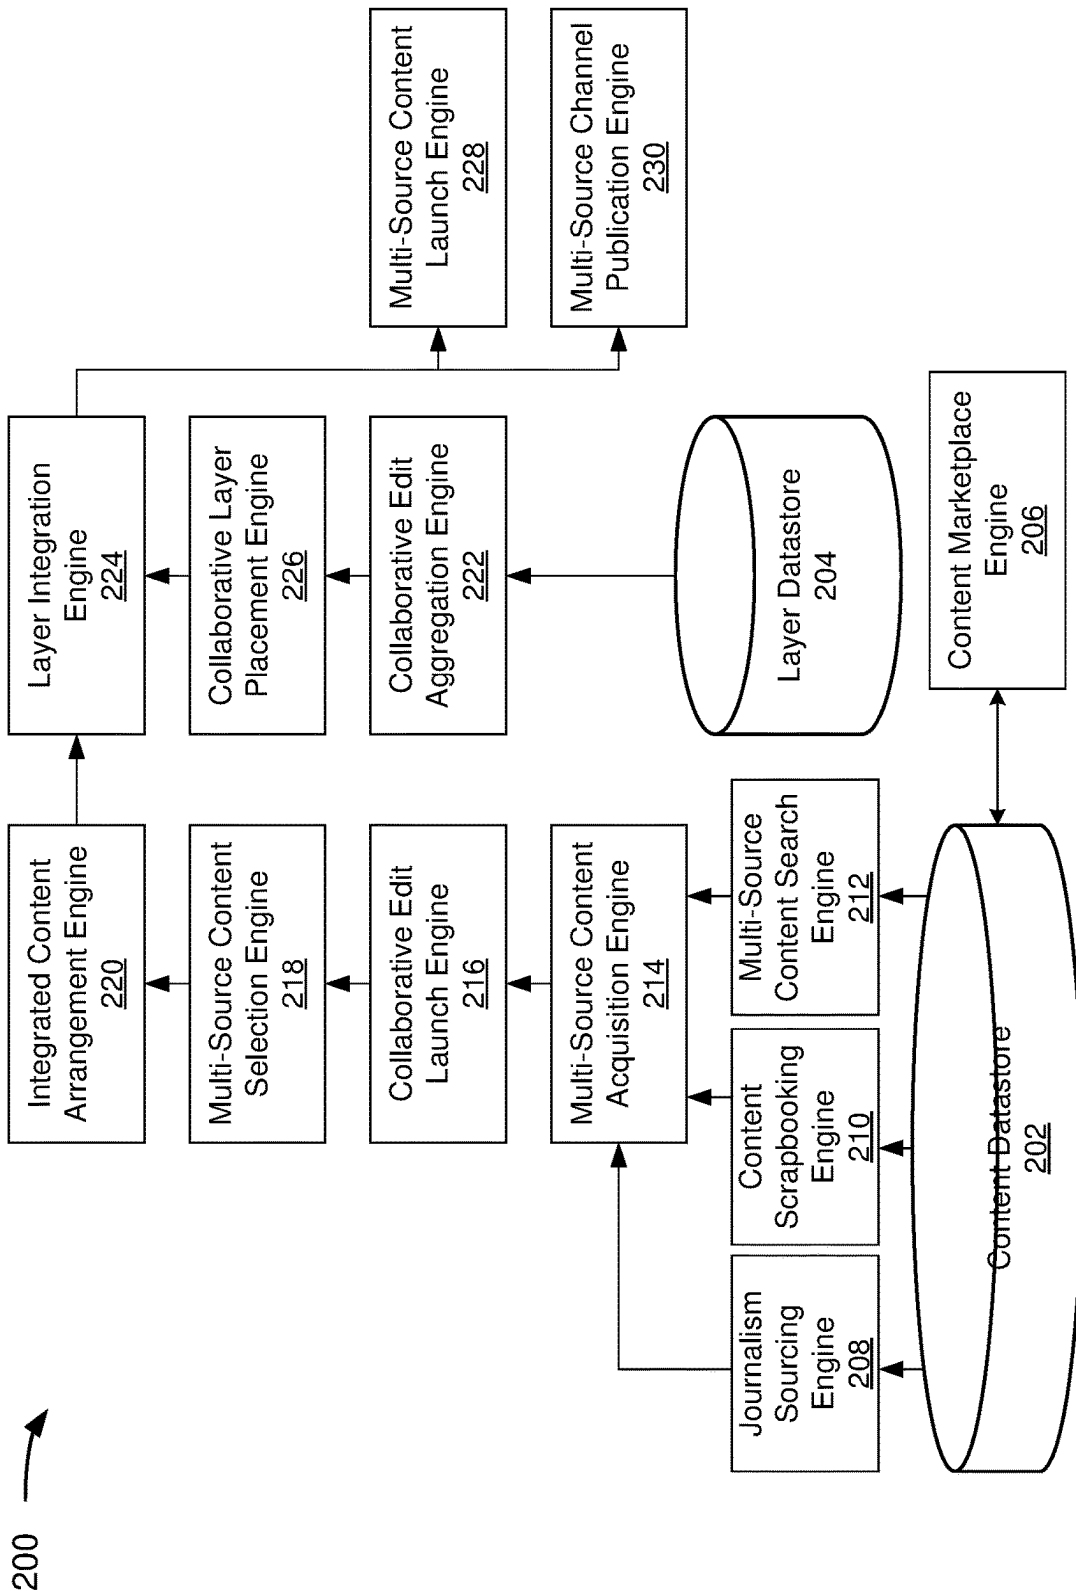 200
Integrated Content
Arrangement Engine
220
Layer Integration
Engine
224
Multi-Source Content
Selection Engine
218
Collaborative Layer
Placement Engine
226
Collaborative Edit
Launch Engine
216
Collaborative Edit
Aggregation Engine
222
Multi-Source Content
Launch Engine
228
Multi-Source Content
Acquisition Engine
214
Multi-Source Channel
Publication Engine
230
Journalism
Sourcing
Engine
208
Content
Scrapbooking
Engine
210
Multi-Source
Content Search
Engine
212
Layer Datastore
204
Content Datastore
202
Content Marketplace
Engine
206